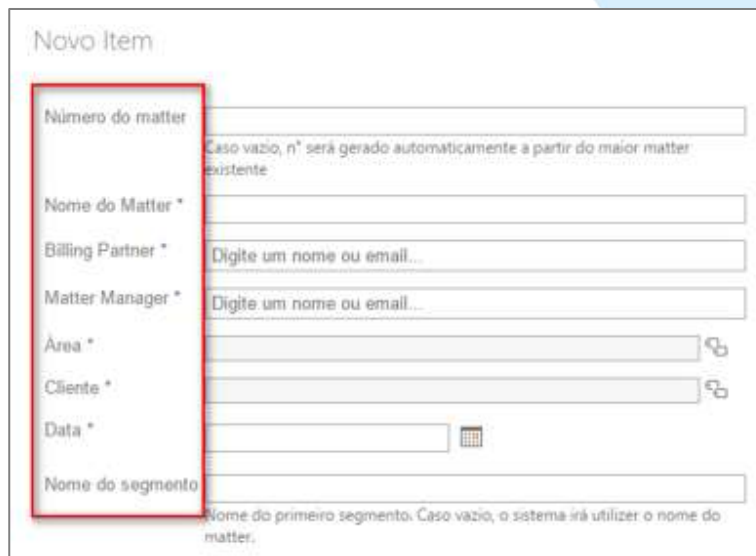 Novo Item
Número do matter
Caso vazio, n° será gerado automaticamente a partir do maior matter
existente
Nome do Matter *
Billing Partner *
Digite um nome ou email...
Matter Manager *
Digite um nome ou email...
Área *
Cliente *
Data *
Nome do segmento
Nome do primeiro segmento. Caso vazio, o sistema irá utilizer o nome do
matter.